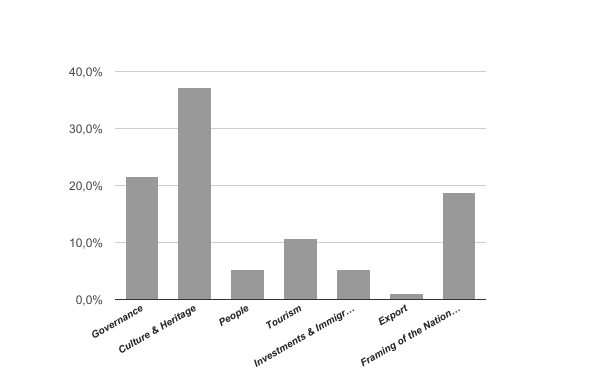 40,0%
30,0%
20,0%
10,0%
0,0%
Governance
Culture & Heritage
People
Tourism
Investments & Immigr…
Export
Framing of the Nation…